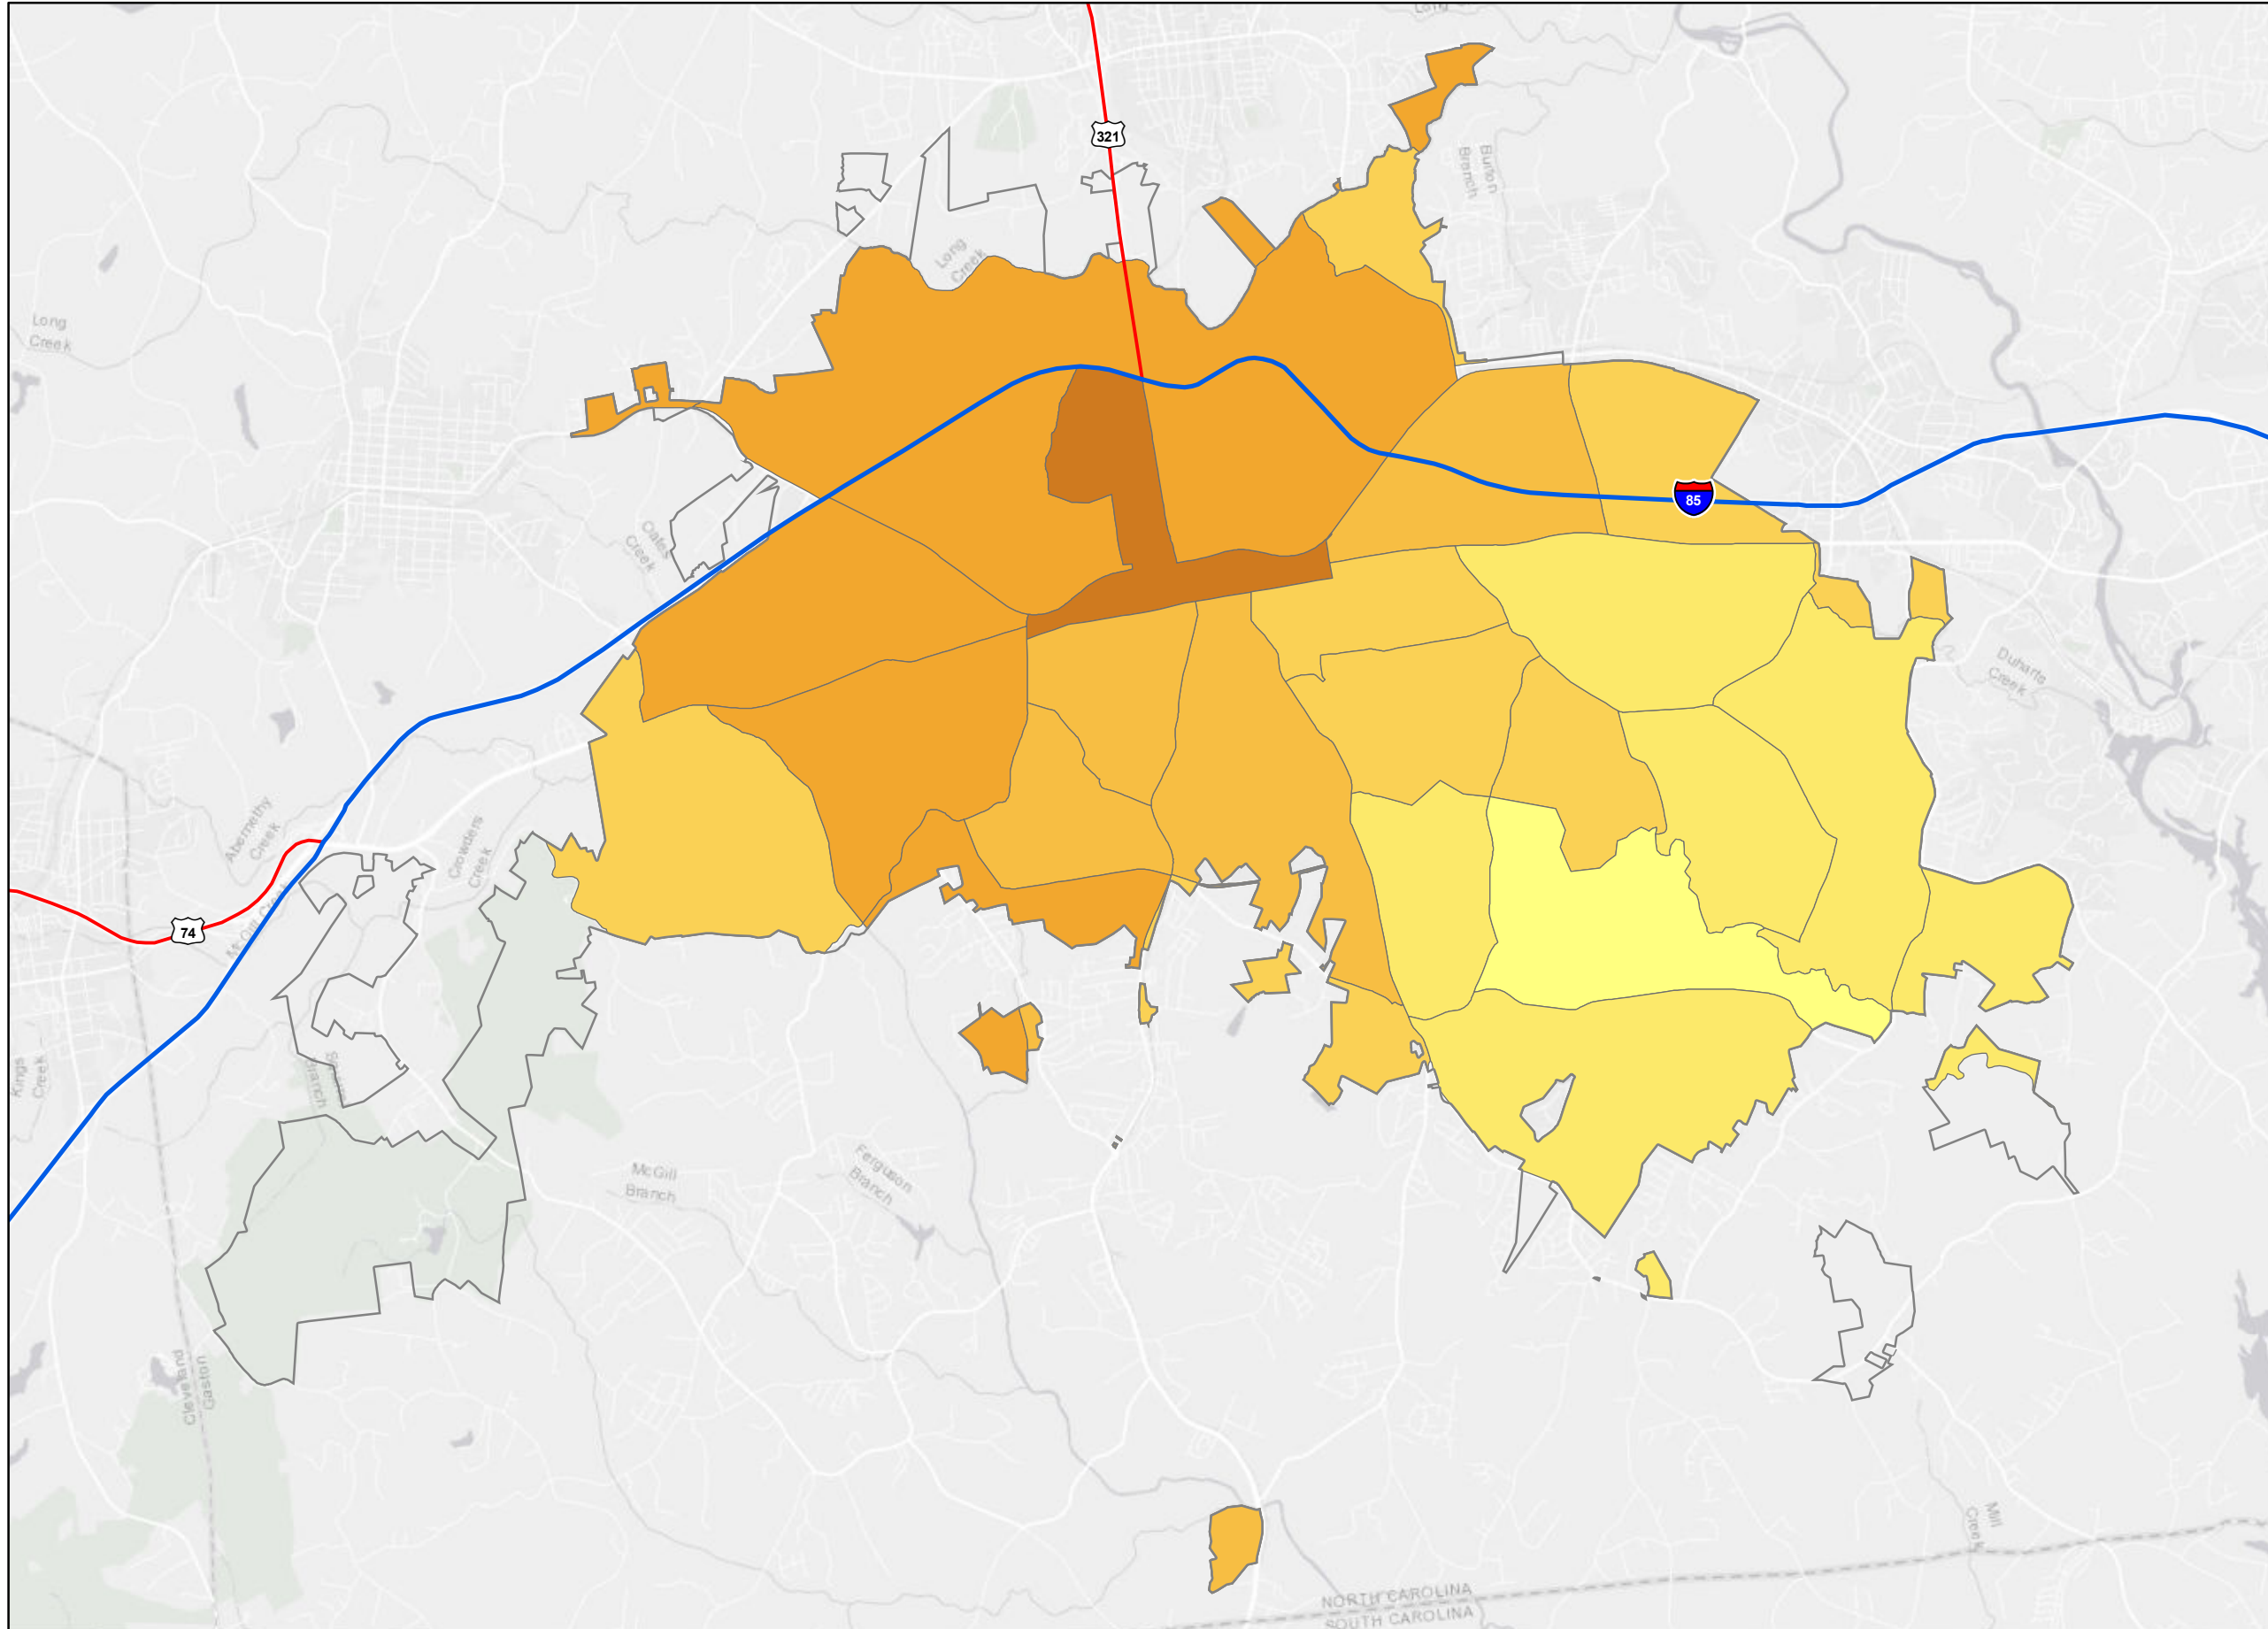 321
Burton
Branch
Long
Creek
Long
Creek
85
Oates
Creek
Duharts
Creek
Abernethy
Creek
Crowders
Creek
74
Kings
Creek
Branch
McGill
Branch
Ferguson
Branch
Cleveland
Gaston
Mill
Creek
NORTH CAROLINA
SOUTH CAROLINA